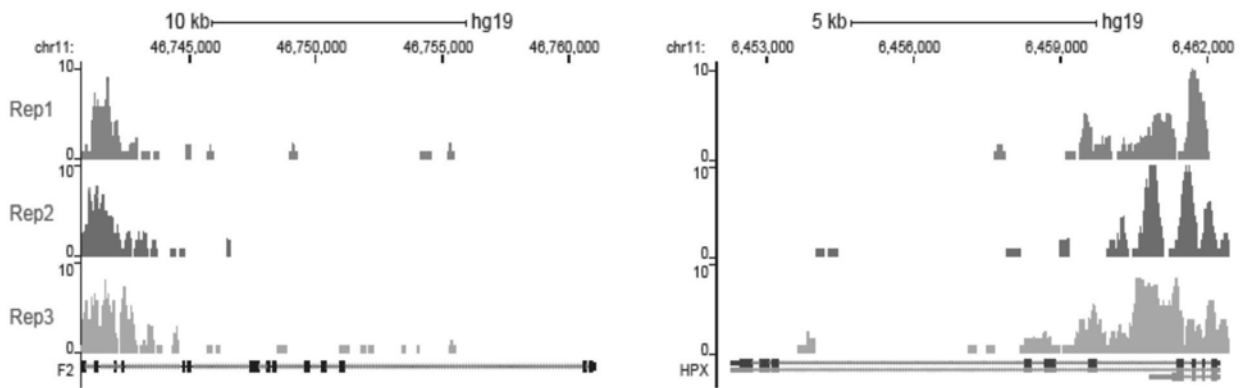 10 kb hg19
chr11: 46,745,000 46,750,000 46,755,000 46,760,000
10
Rep1
0
10
Rep2
0
10
Rep3
0
F2
5 kb hg19
chr11: 6,453,000 6,456,000 6,459,000 6,462,000
10
0
10
0
10
0
HPX